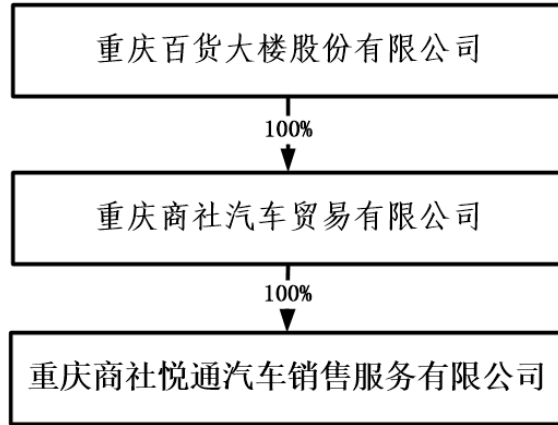 重庆百货大楼股份有限公司
100%
重庆商社汽车贸易有限公司
100%
重庆商社悦通汽车销售服务有限公司